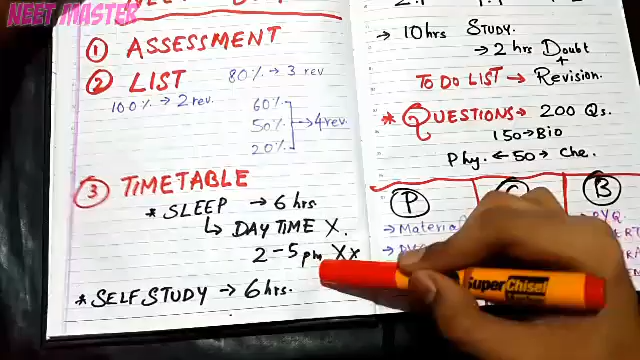 NEET MASTER
① ASSESSMENT
② LIST 80% → 3 rev
100% → 2 rev.
60%
50% → 4 rev.
20%
③ TIMETABLE
* SLEEP → 6 hrs
↳ DAY TIME X.
2-5 pm XX
* SELF STUDY → 6 hrs.
→ 10 hrs STUDY.
→ 2 hrs Doubt
+
TO DO LIST → Revision.
* QUESTIONS → 200 Qs.
150 → Bio
Phy. ← 50 → Che.
P B
→ Material
Super Chisel